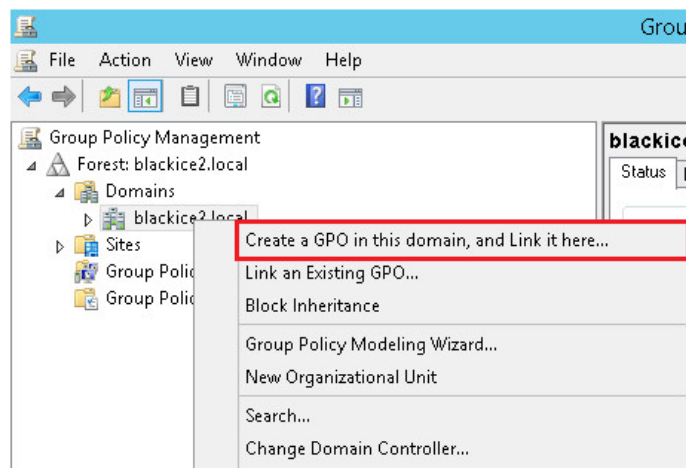 Grou
File Action View Window Help
Group Policy Management
Forest: blackice2.local
Domains
blackice2.local
Sites
Group Polic
Group Polic
blackice
Status
Create a GPO in this domain, and Link it here...
Link an Existing GPO...
Block Inheritance
Group Policy Modeling Wizard...
New Organizational Unit
Search...
Change Domain Controller...